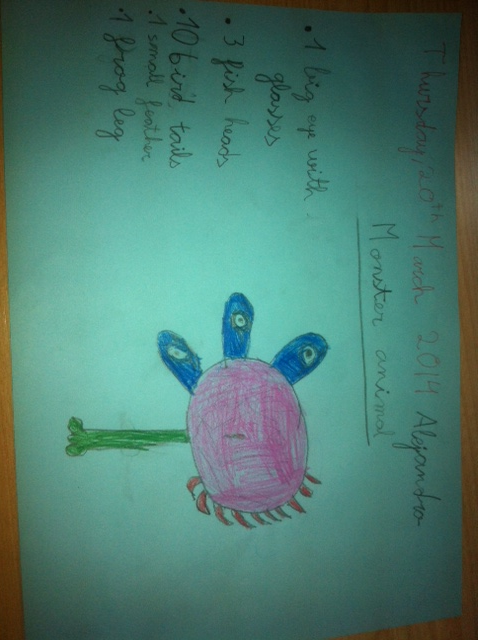 Thursday, 20th March 2014 Alejandro
Monster animal
• 1 big eye with
glasses
• 3 fish heads
• 10 bird tails
• 1 small feather
• 1 frog leg